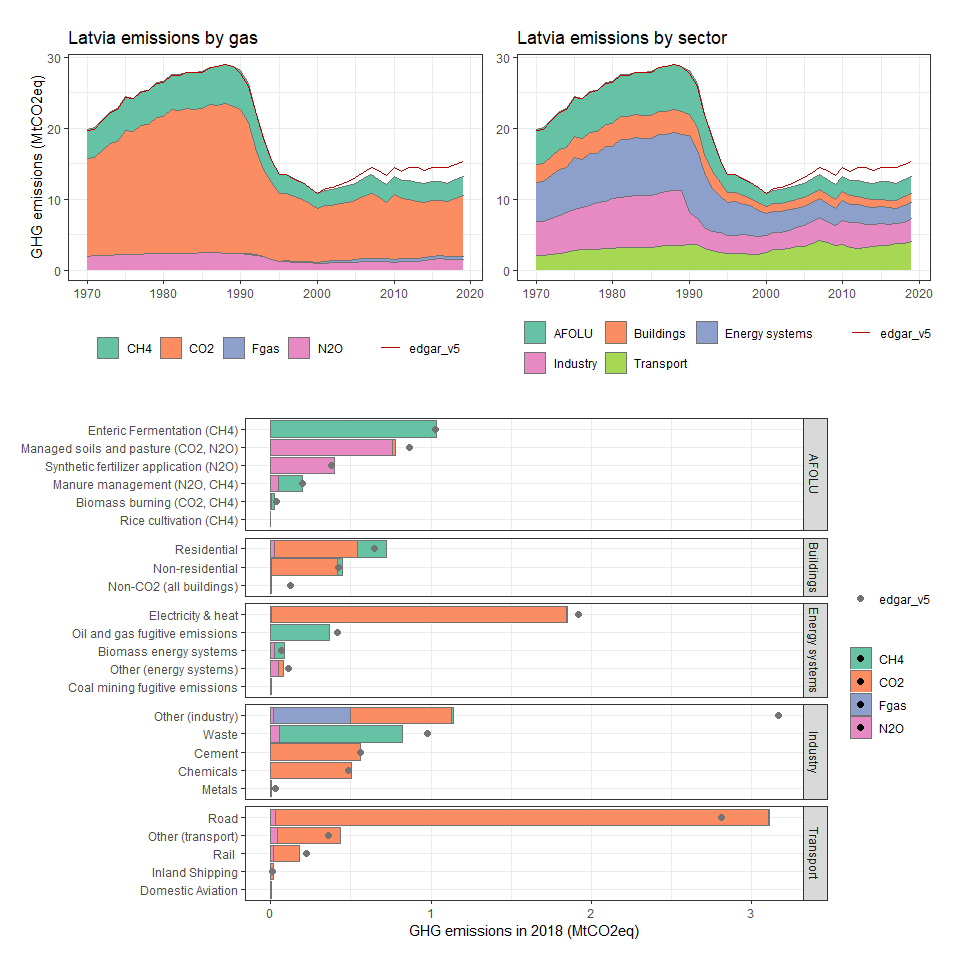 Latvia emissions by gas
Latvia emissions by sector
GHG emissions (MtCO2eq)
30
20
10
0
1970 1980 1990 2000 2010 2020
30
20
10
0
1970 1980 1990 2000 2010 2020
CH4 CO2 Fgas N2O edgar_v5
AFOLU Buildings Energy systems edgar_v5
Industry Transport
Enteric Fermentation (CH4)
Managed soils and pasture (CO2, N2O)
Synthetic fertilizer application (N2O)
Manure management (N2O, CH4)
Biomass burning (CO2, CH4)
Rice cultivation (CH4)
AFOLU
Residential
Non-residential
Non-CO2 (all buildings)
Buildings
Electricity & heat
Oil and gas fugitive emissions
Biomass energy systems
Other (energy systems)
Coal mining fugitive emissions
Energy systems
Other (industry)
Waste
Cement
Chemicals
Metals
Industry
Road
Other (transport)
Rail
Inland Shipping
Domestic Aviation
Transport
0 1 2 3
GHG emissions in 2018 (MtCO2eq)
edgar_v5
CH4
CO2
Fgas
N2O